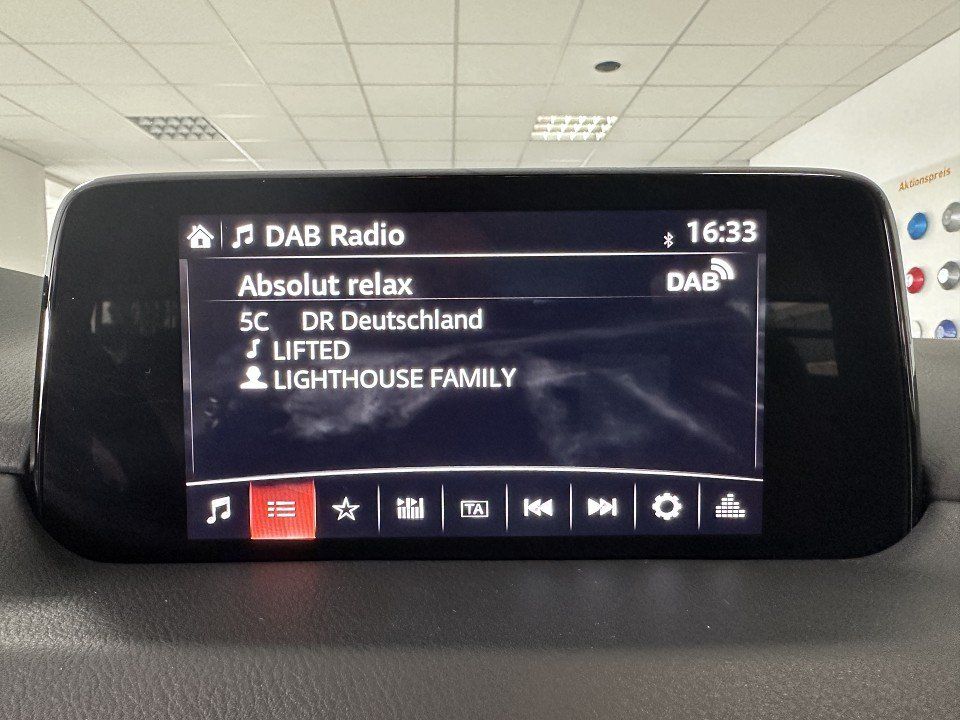 DAB Radio 16:33
Aktionspreis
Absolut relax DAB
5C DR Deutschland
LIFTED
LIGHTHOUSE FAMILY
TA